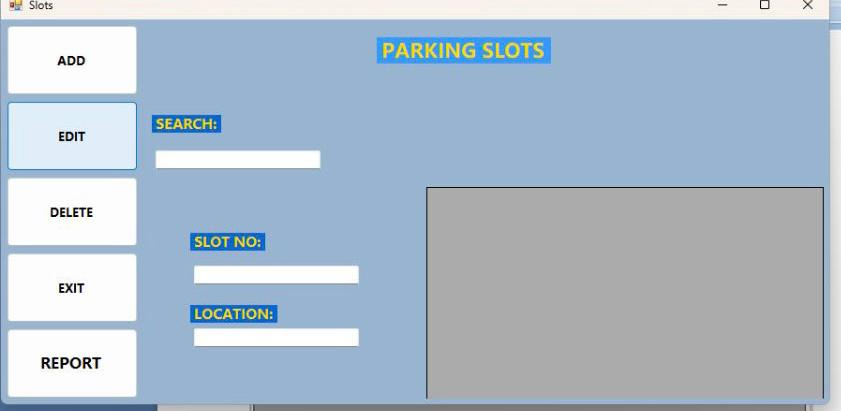 Slots
ADD
EDIT
DELETE
EXIT
REPORT
PARKING SLOTS
SEARCH:
SLOT NO:
LOCATION: